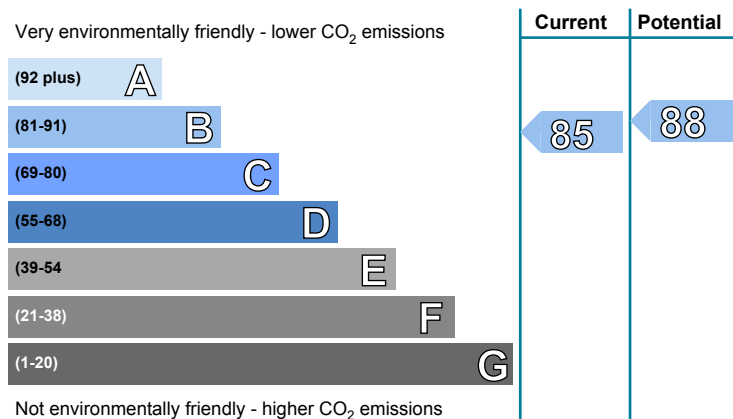 Very environmentally friendly - lower CO2 emissions
Current
Potential
(92 plus) A
(81-91) B
85
88
(69-80) C
(55-68) D
(39-54 E
(21-38) F
(1-20) G
Not environmentally friendly - higher CO2 emissions